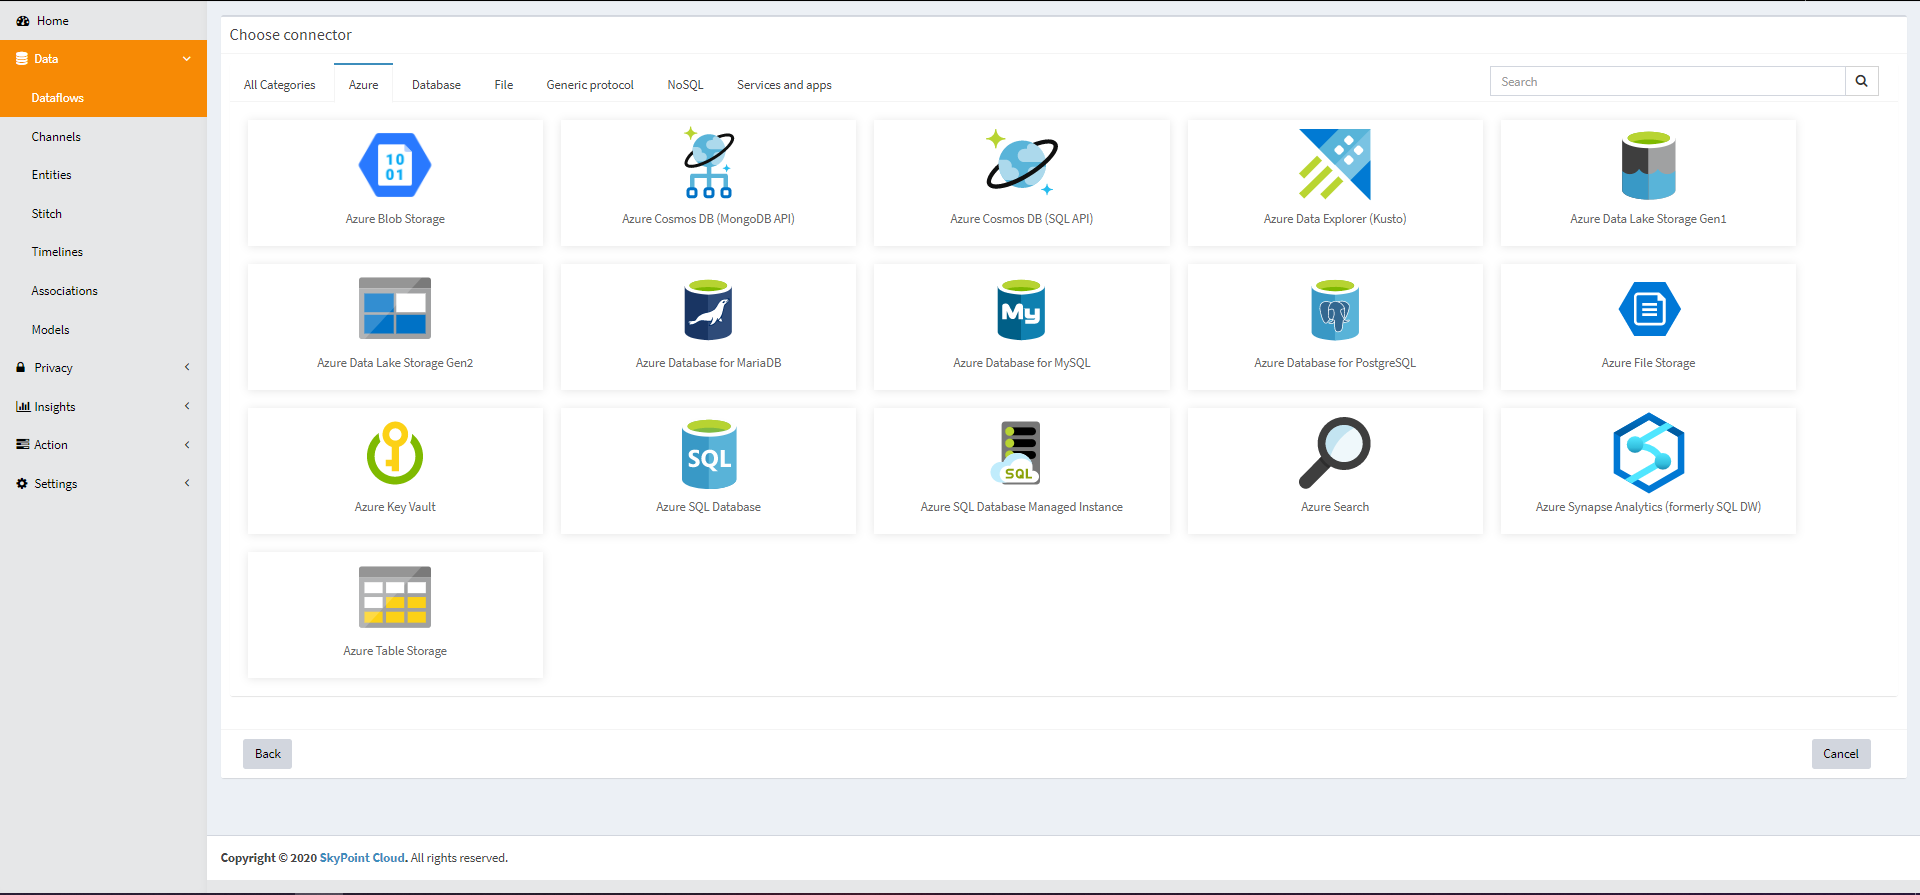 Home
Data
Dataflows
Channels
Entities
Stitch
Timelines
Associations
Models
Privacy
Insights
Action
Settings
Choose connector
All Categories Azure Database File Generic protocol NoSQL Services and apps Search
10
01
Azure Blob Storage Azure Cosmos DB (MongoDB API) Azure Cosmos DB (SQL API) Azure Data Explorer (Kusto) Azure Data Lake Storage Gen1
My
Azure Data Lake Storage Gen2 Azure Database for MariaDB Azure Database for MySQL Azure Database for PostgreSQL Azure File Storage
SQL SQL
Azure Key Vault Azure SQL Database Azure SQL Database Managed Instance Azure Search Azure Synapse Analytics (formerly SQL DW)
Azure Table Storage
Back Cancel
Copyright © 2020 SkyPoint Cloud. All rights reserved.